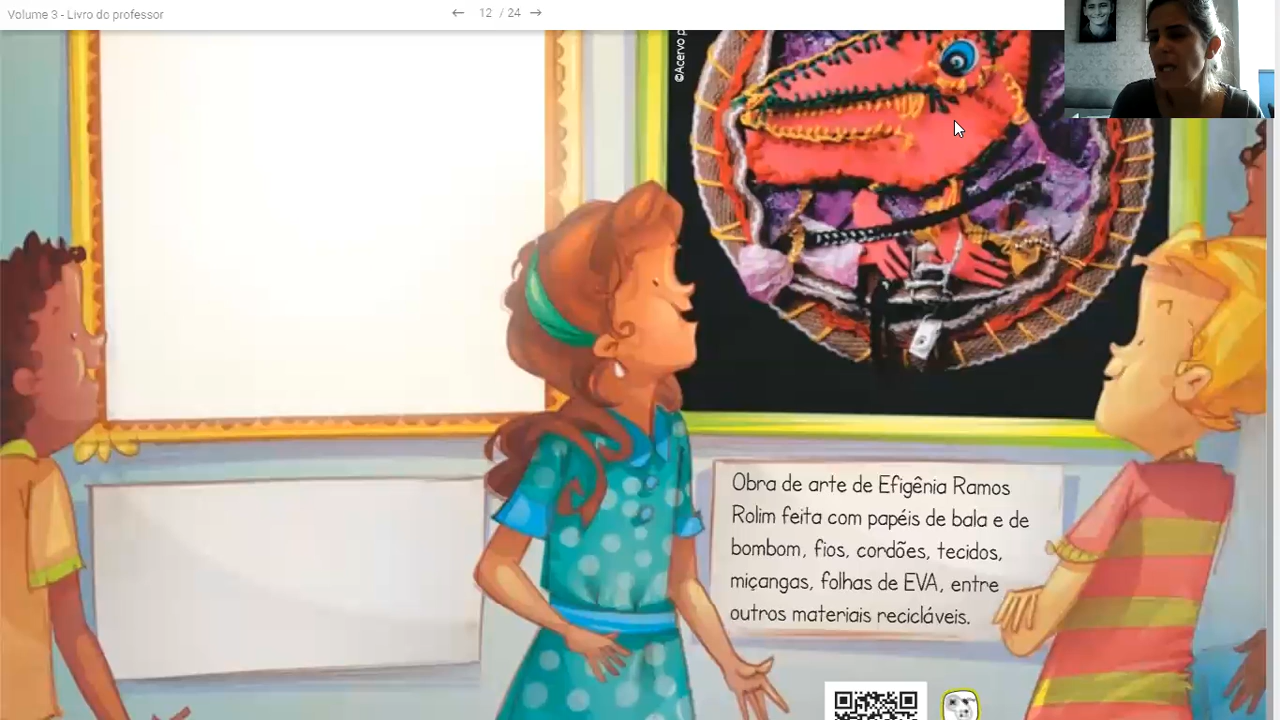 Volume 3 - Livro do professor
← 12 / 24 →
©Acervo p
Obra de arte de Efigênia Ramos
Rolim feita com papéis de bala e de
bombom, fios, cordões, tecidos,
miçangas, folhas de EVA, entre
outros materiais recicláveis.